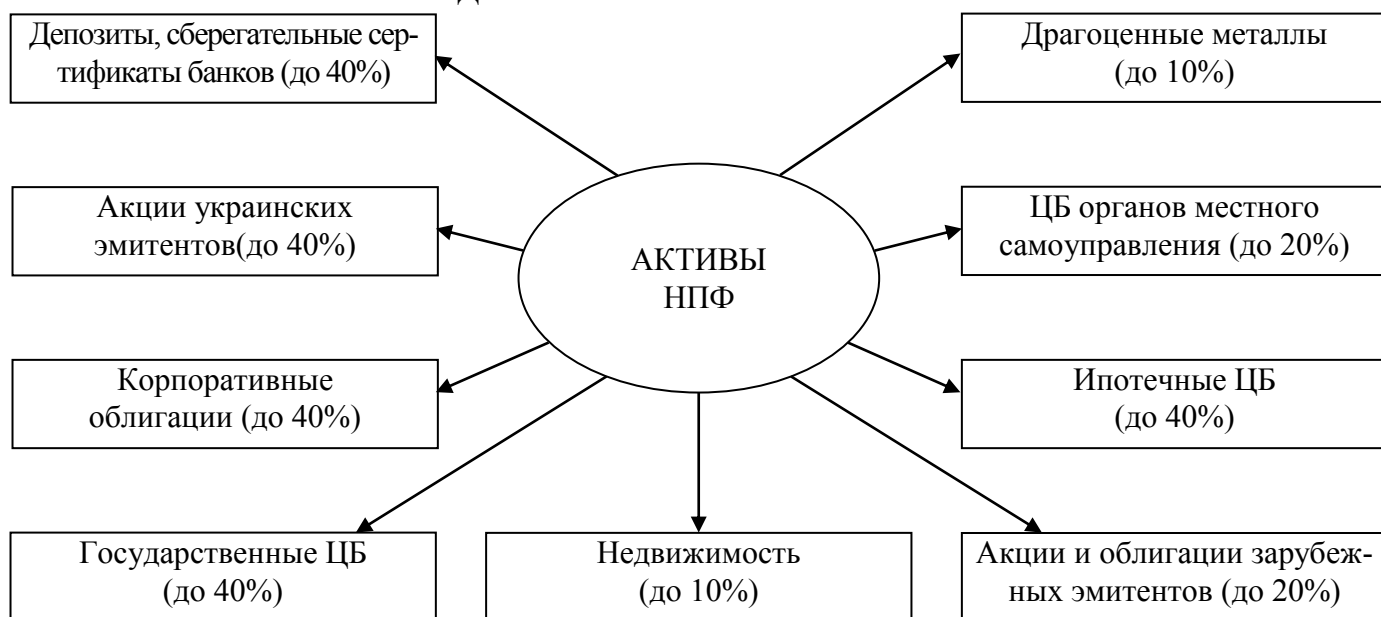 Депозиты, сберегательные сер-
тификаты банков (до 40%)
Драгоценные металлы
(до 10%)
Акции украинских
эмитентов(до 40%)
АКТИВЫ
НПФ
ЦБ органов местного
самоуправления (до 20%)
Корпоративные
облигации (до 40%)
Ипотечные ЦБ
(до 40%)
Государственные ЦБ
(до 40%)
Недвижимость
(до 10%)
Акции и облигации зарубеж-
ных эмитентов (до 20%)